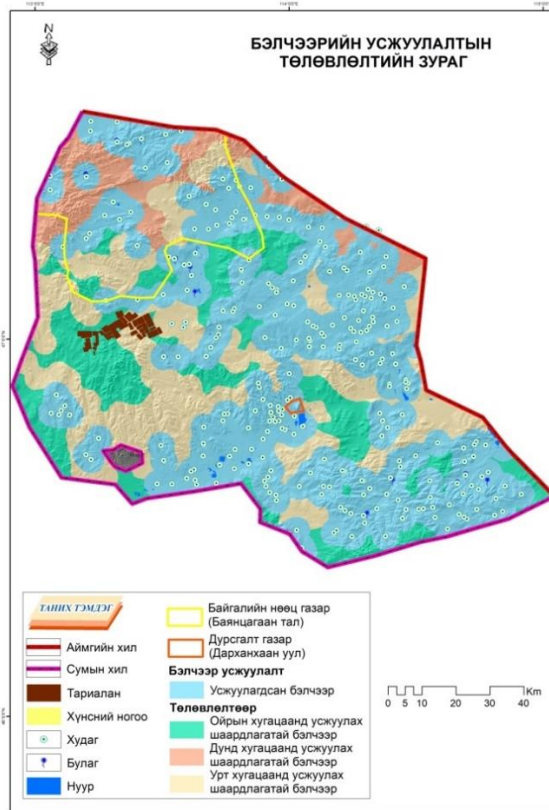 N
БЭЛЧЭЭРИЙН УСЖУУЛАЛТЫН
ТӨЛӨВЛӨЛТИЙН ЗУРАГ
ТАНИХ ТЭМДЭГ
Аймгийн хил
Сумын хил
Тариалан
Хүнсний ногоо
Худаг
Булаг
Нуур
Байгалийн нөөц газар
(Баянцагаан тал)
Дурсгалт газар
(Дарханхаан уул)
Бэлчээр усжуулалт
Усжуулагдсан бэлчээр
Төлөвлөлтөөр
Ойрын хугацаанд усжуулах
шаардлагатай бэлчээр
Дунд хугацаанд усжуулах
шаардлагатай бэлчээр
Урт хугацаанд усжуулах
шаардлагатай бэлчээр
Km
0 5 10 20 30 40